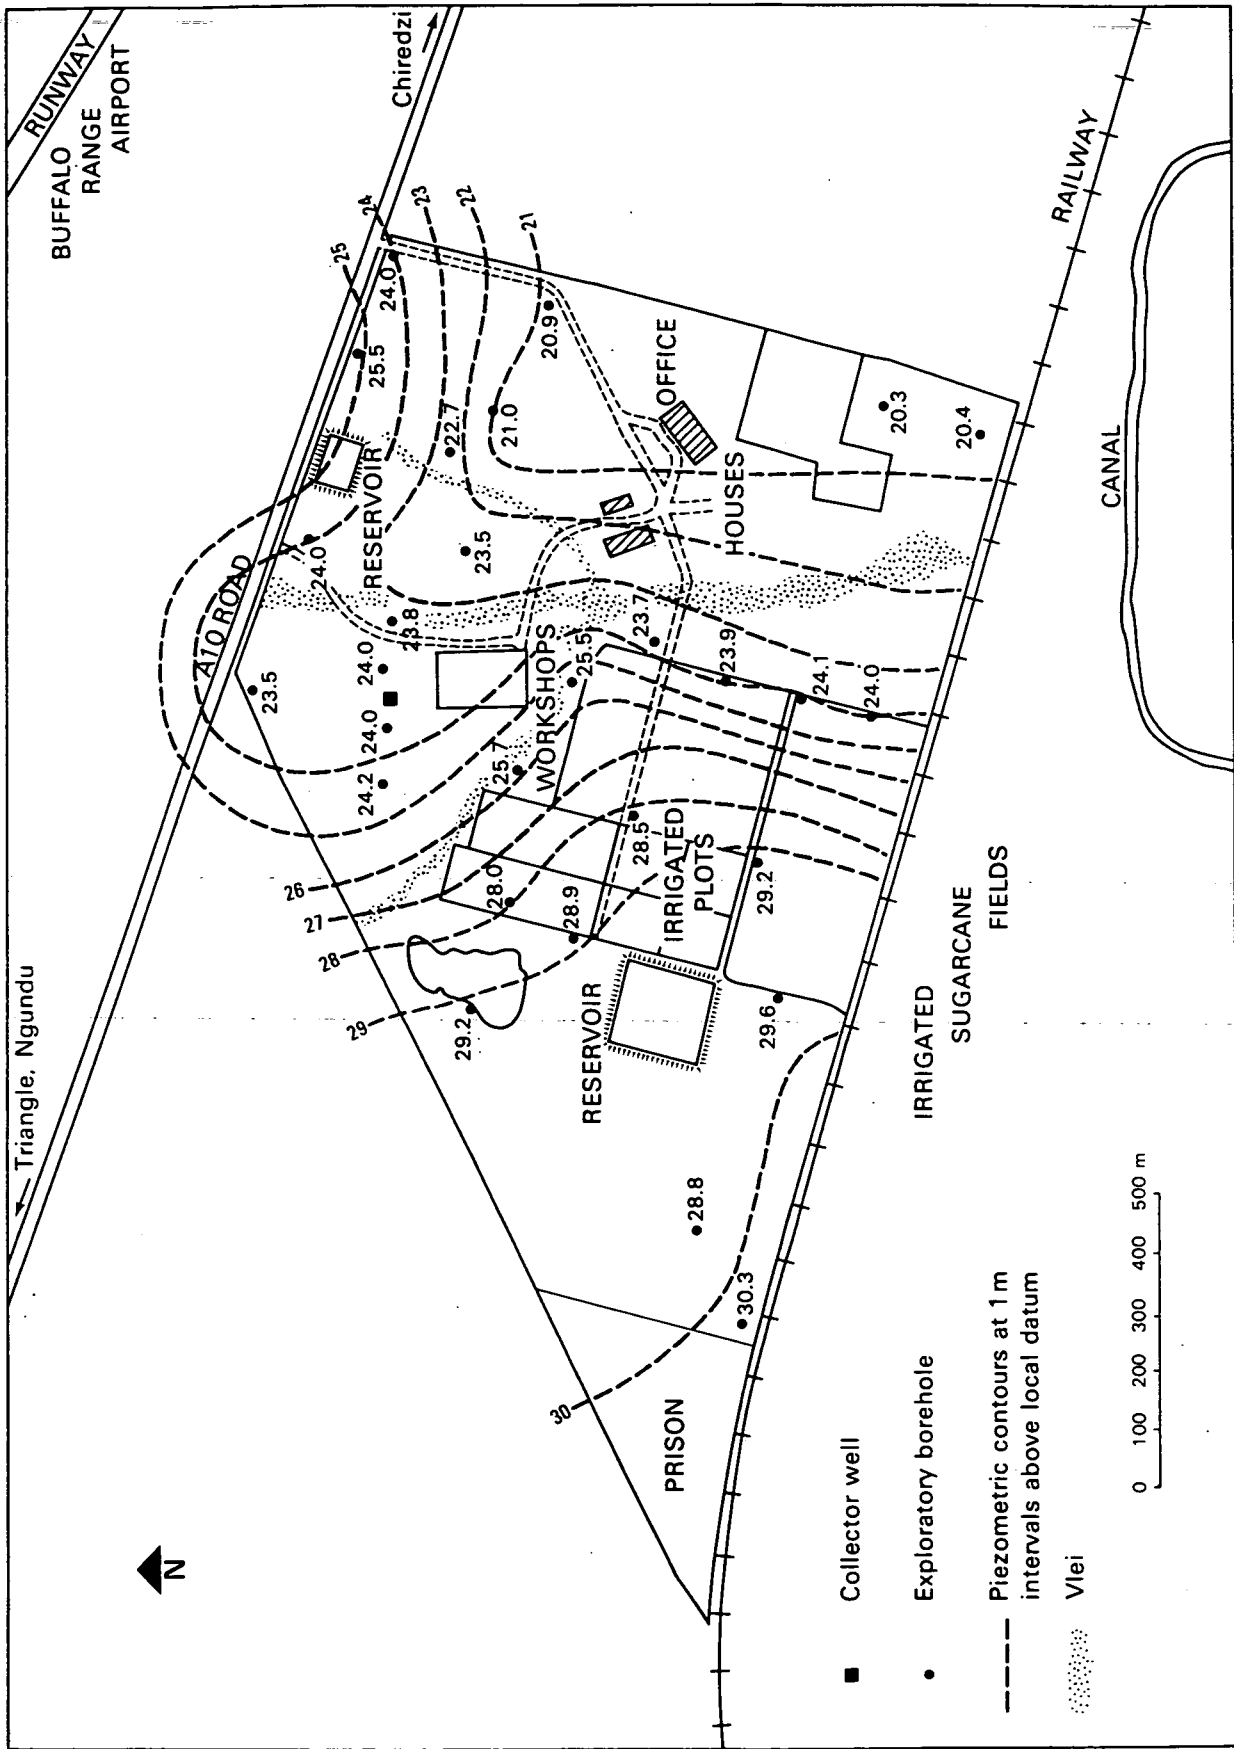 Triangle, Ngundu
A10 ROAD
Chiredzi
RUNWAY
BUFFALO
RANGE
AIRPORT
25
24
23
22
21
26
27
28
29
30
23.5
24.0
25.5
24.0
24.2
24.0
24.0
23.8
RESERVOIR
23.5
22.7
21.0
20.9
29.2
28.0
25.7
WORKSHOPS
25.5
28.9
28.5
23.7
OFFICE
HOUSES
RESERVOIR
IRRIGATED
PLOTS
23.9
24.1
24.0
29.2
29.6
28.8
30.3
20.3
20.4
PRISON
RAILWAY
CANAL
IRRIGATED
SUGARCANE
FIELDS
N
Collector well
Exploratory borehole
Piezometric contours at 1 m
intervals above local datum
Vlei
0 100 200 300 400 500 m